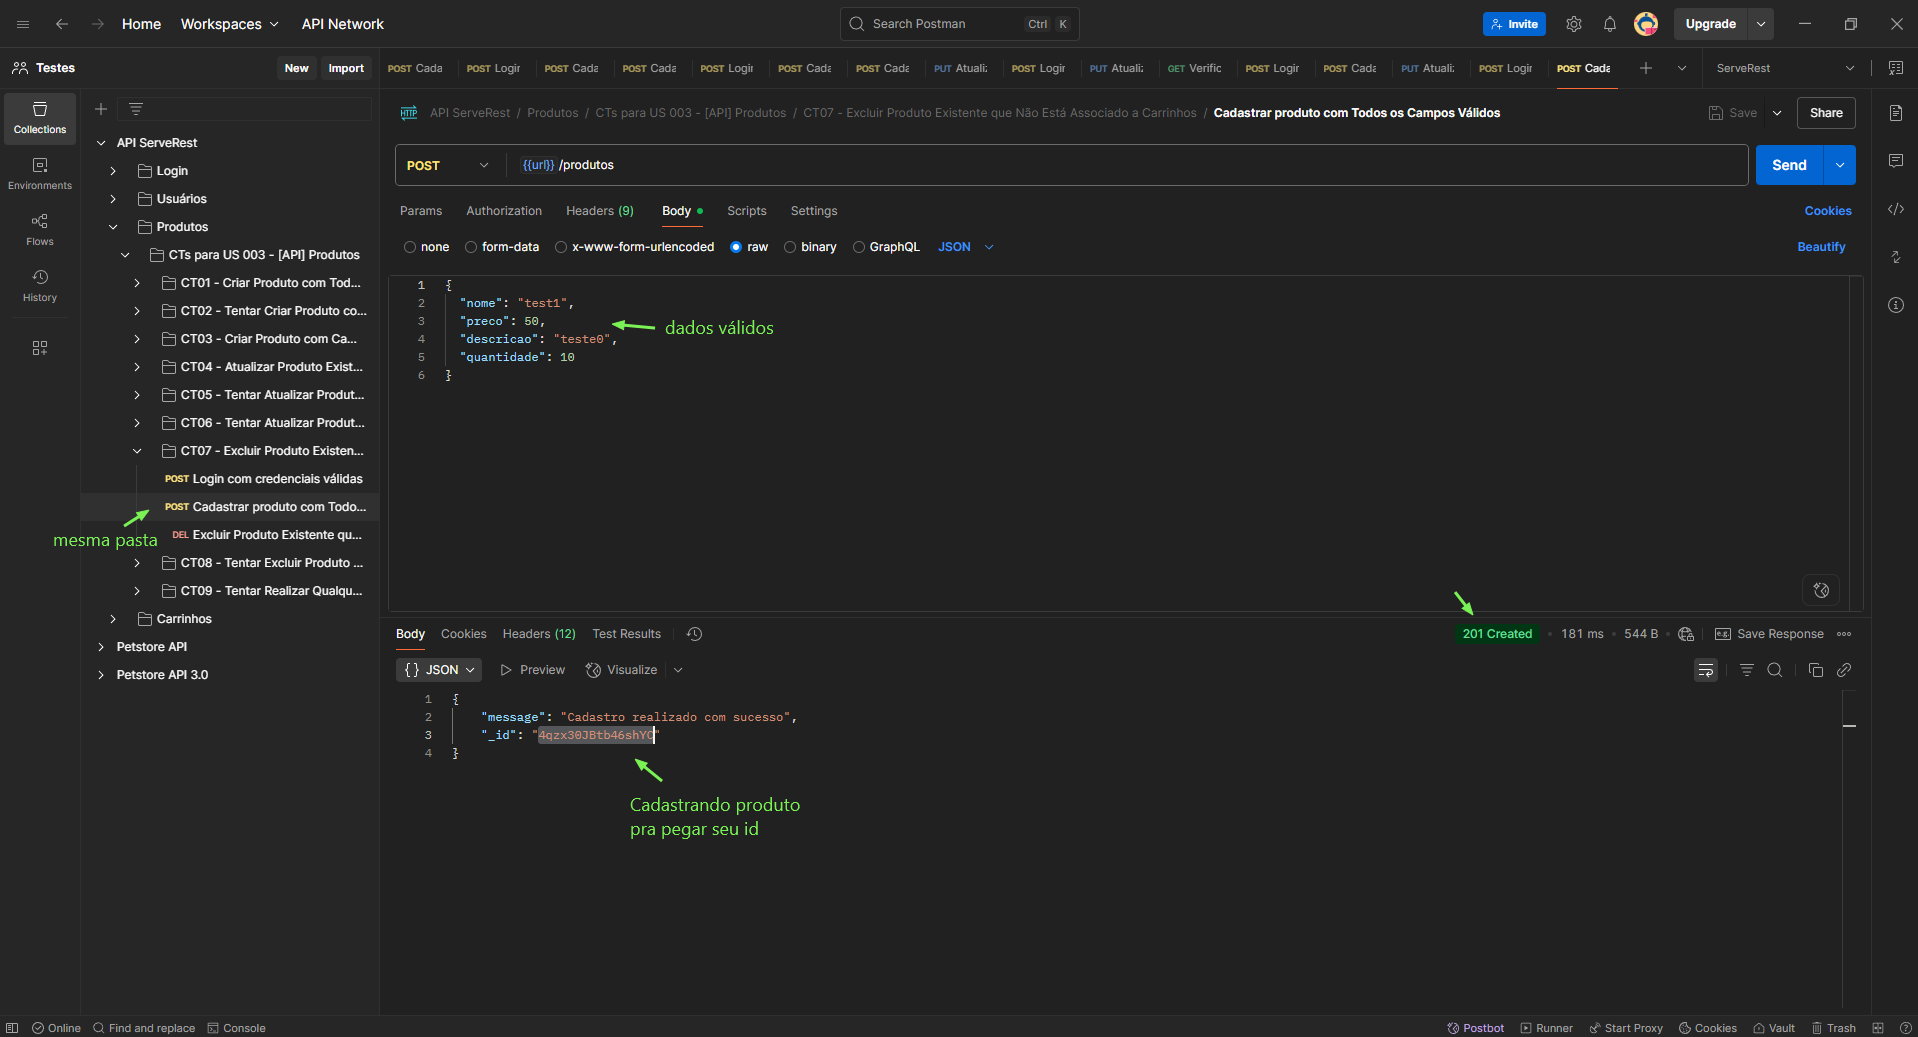 Home
Workspaces
API Network
Search Postman
Ctrl K
Invite
Upgrade
Testes
New
Import
POST Cada
POST Login
POST Cada
POST Cada
POST Login
POST Cada
POST Cada
PUT Atualiz
POST Login
PUT Atualiz
GET Verific
POST Login
POST Cada
PUT Atualiz
POST Login
POST Cada
ServeRest
Collections
Environments
Flows
History
API ServeRest
Login
Usuários
Produtos
CTs para US 003 - [API] Produtos
CT01 - Criar Produto com Tod...
CT02 - Tentar Criar Produto co...
CT03 - Criar Produto com Ca...
CT04 - Atualizar Produto Exist...
CT05 - Tentar Atualizar Produt...
CT06 - Tentar Atualizar Produt...
CT07 - Excluir Produto Existen...
POST Login com credenciais válidas
POST Cadastrar produto com Todo...
mesma pasta
DEL Excluir Produto Existente qu...
CT08 - Tentar Excluir Produto ...
CT09 - Tentar Realizar Qualqu...
Carrinhos
Petstore API
Petstore API 3.0
HTTP
API ServeRest / Produtos / CTs para US 003 - [API] Produtos / CT07 - Excluir Produto Existente que Não Está Associado a Carrinhos / Cadastrar produto com Todos os Campos Válidos
Save
Share
POST
{{url}} /produtos
Send
Params
Authorization
Headers (9)
Body
Scripts
Settings
Cookies
none
form-data
x-www-form-urlencoded
raw
binary
GraphQL
JSON
Beautify
1 {
2 "nome": "test1",
3 "preco": 50,
dados válidos
4 "descricao": "teste0",
5 "quantidade": 10
6 }
Body
Cookies
Headers (12)
Test Results
201 Created
181 ms
544 B
e.g.
Save Response
{} JSON
Preview
Visualize
1 {
2 "message": "Cadastro realizado com sucesso",
3 "_id": "4qzx30JBtb46shYC"
4 }
Cadastrando produto
pra pegar seu id
Online
Find and replace
Console
Postbot
Runner
Start Proxy
Cookies
Vault
Trash